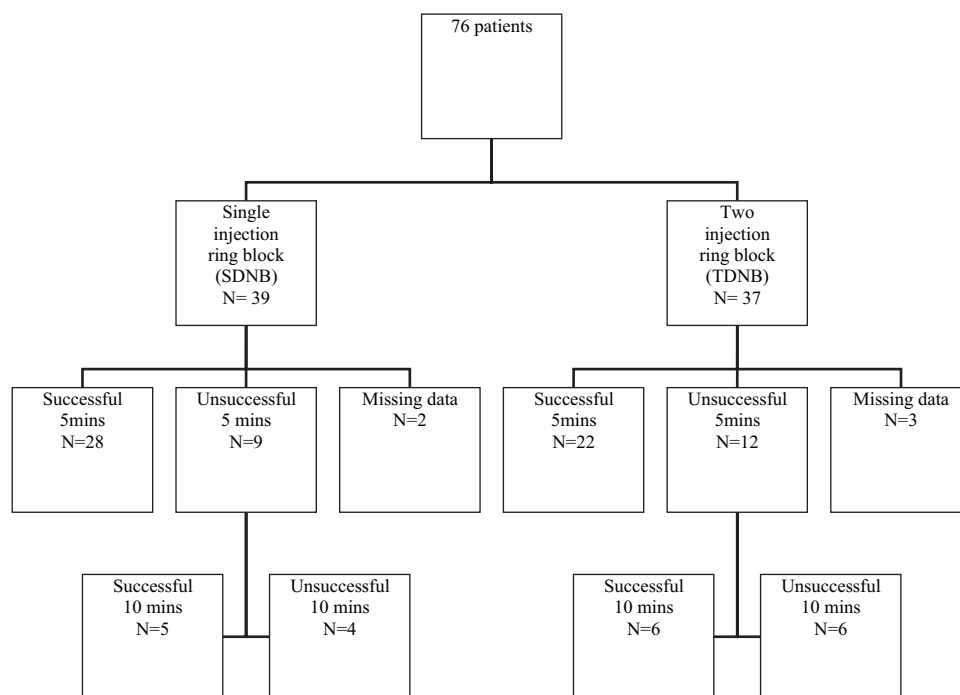 76 patients
Single
injection
ring block
(SDNB)
N= 39
Two
injection
ring block
(TDNB)
N= 37
Successful
5mins
N=28
Unsuccessful
5 mins
N=9
Missing data
N=2
Successful
5mins
N=22
Unsuccessful
5mins
N=12
Missing data
N=3
Successful
10 mins
N=5
Unsuccessful
10 mins
N=4
Successful
10 mins
N=6
Unsuccessful
10 mins
N=6